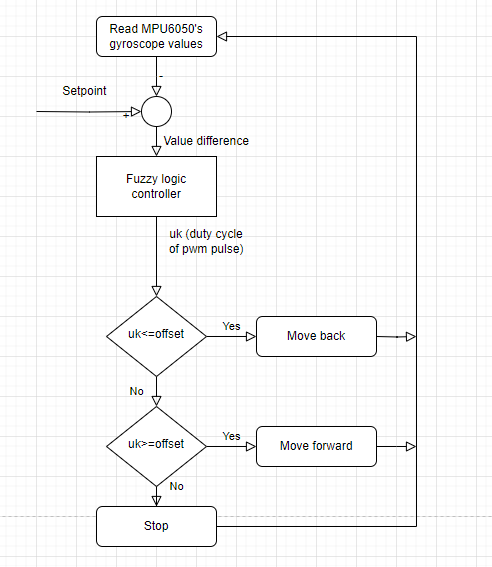 Read MPU6050's
gyroscope values
-
Setpoint
+
Value difference
Fuzzy logic
controller
uk (duty cycle
of pwm pulse)
uk<=offset
Yes
Move back
No
uk>=offset
Yes
Move forward
No
Stop